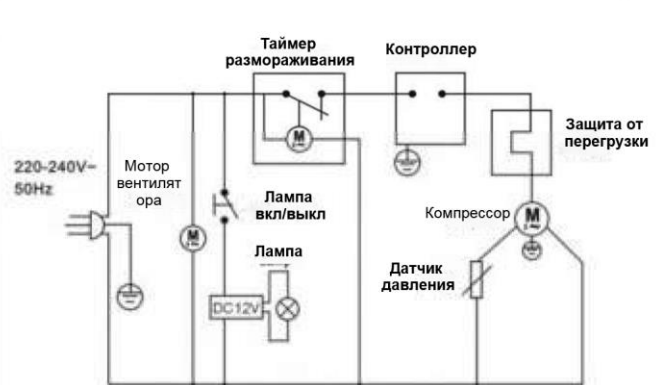 Таймер
размораживания
Контроллер
Защита от
перегрузки
220-240V~
50Hz
Мотор
вентилят
ора
Лампа
вкл/выкл
Компрессор
M
M
M
Лампа
Датчик
давления
DC12V